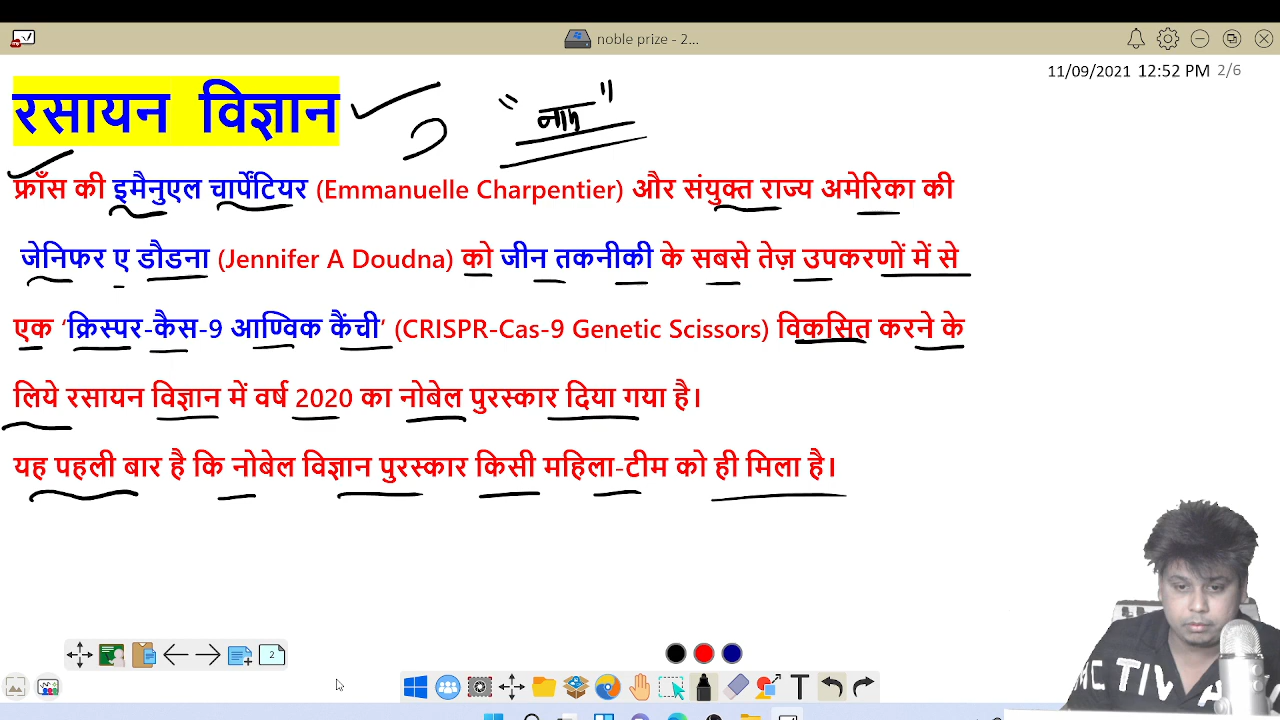 noble prize - 2...
11/09/2021 12:52 PM 2/6
रसायन विज्ञान
" नाम "
फ्राँस की इमैनुएल चार्पेंटियर (Emmanuelle Charpentier) और संयुक्त राज्य अमेरिका की
जेनिफर ए डौडना (Jennifer A Doudna) को जीन तकनीकी के सबसे तेज़ उपकरणों में से
एक ‘क्रिस्पर-कैस-9 आण्विक कैंची’ (CRISPR-Cas-9 Genetic Scissors) विकसित करने के
लिये रसायन विज्ञान में वर्ष 2020 का नोबेल पुरस्कार दिया गया है।
यह पहली बार है कि नोबेल विज्ञान पुरस्कार किसी महिला-टीम को ही मिला है।
2